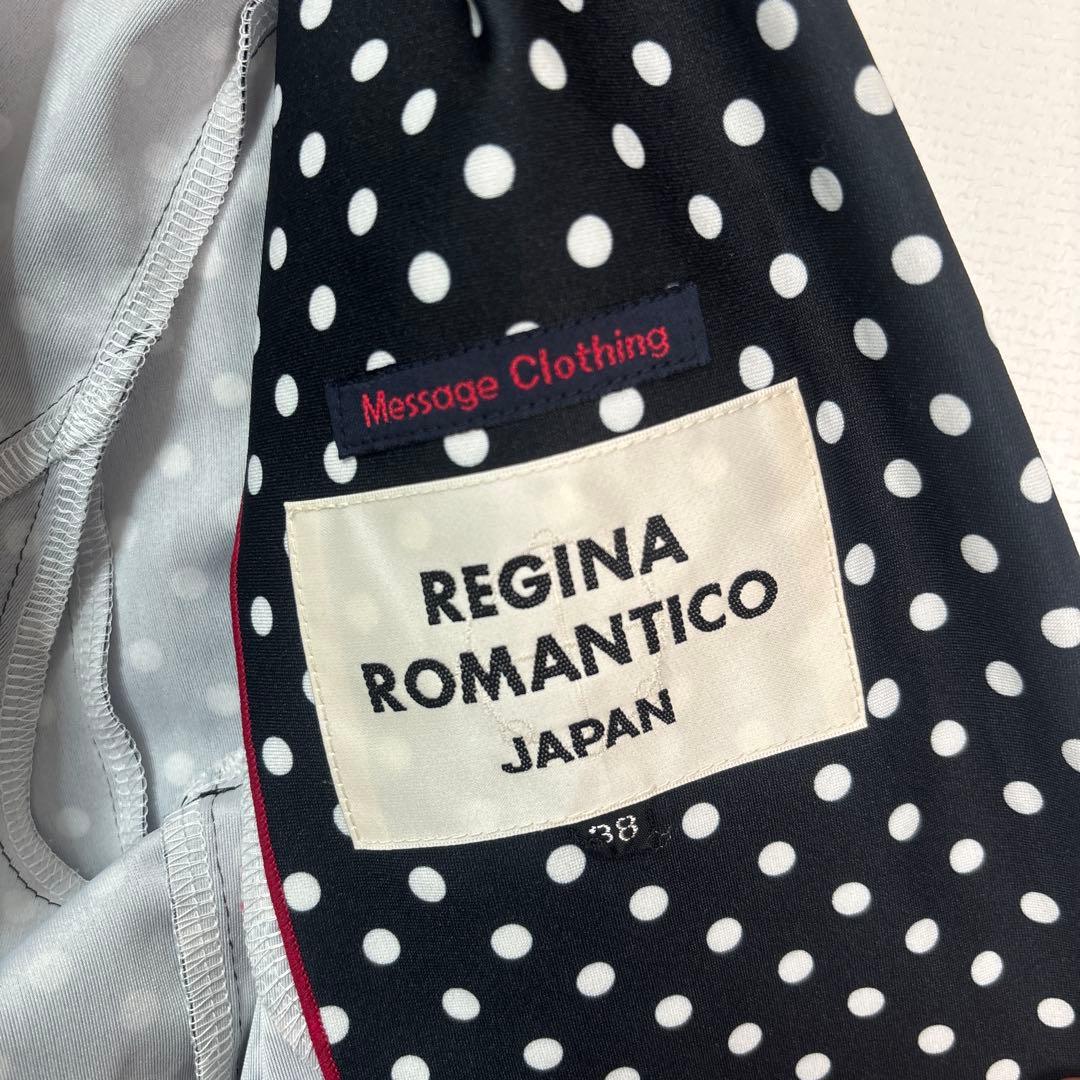 Message Clothing
REGINA
ROMANTICO
JAPAN
38